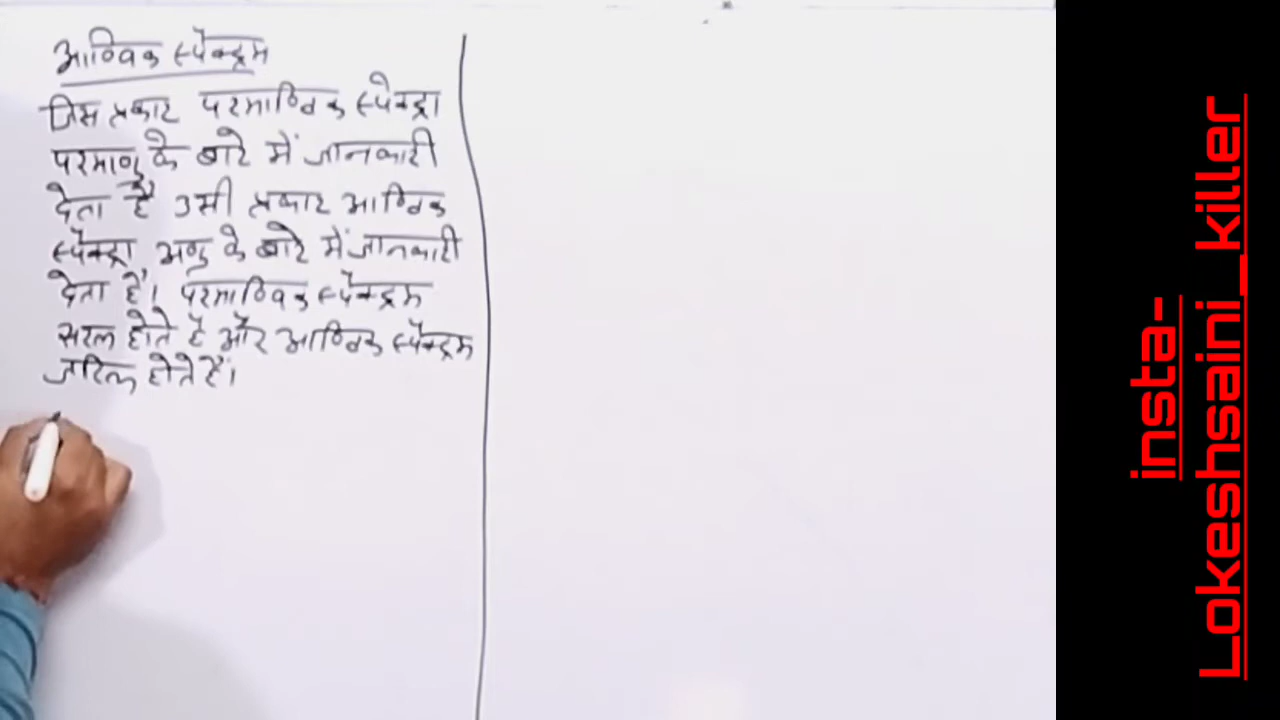 आण्विक स्पेक्ट्रम
जिस प्रकार परमाण्विक स्पेक्ट्रा
परमाणु के बारे में जानकारी
देता है उसी प्रकार आण्विक
स्पेक्ट्रा अणु के बारे में जानकारी
देता है। परमाण्विक स्पेक्ट्रम
सरल होते है और आण्विक स्पेक्ट्रम
जटिल होते हैं।
insta-
Lokeshsaini_killer